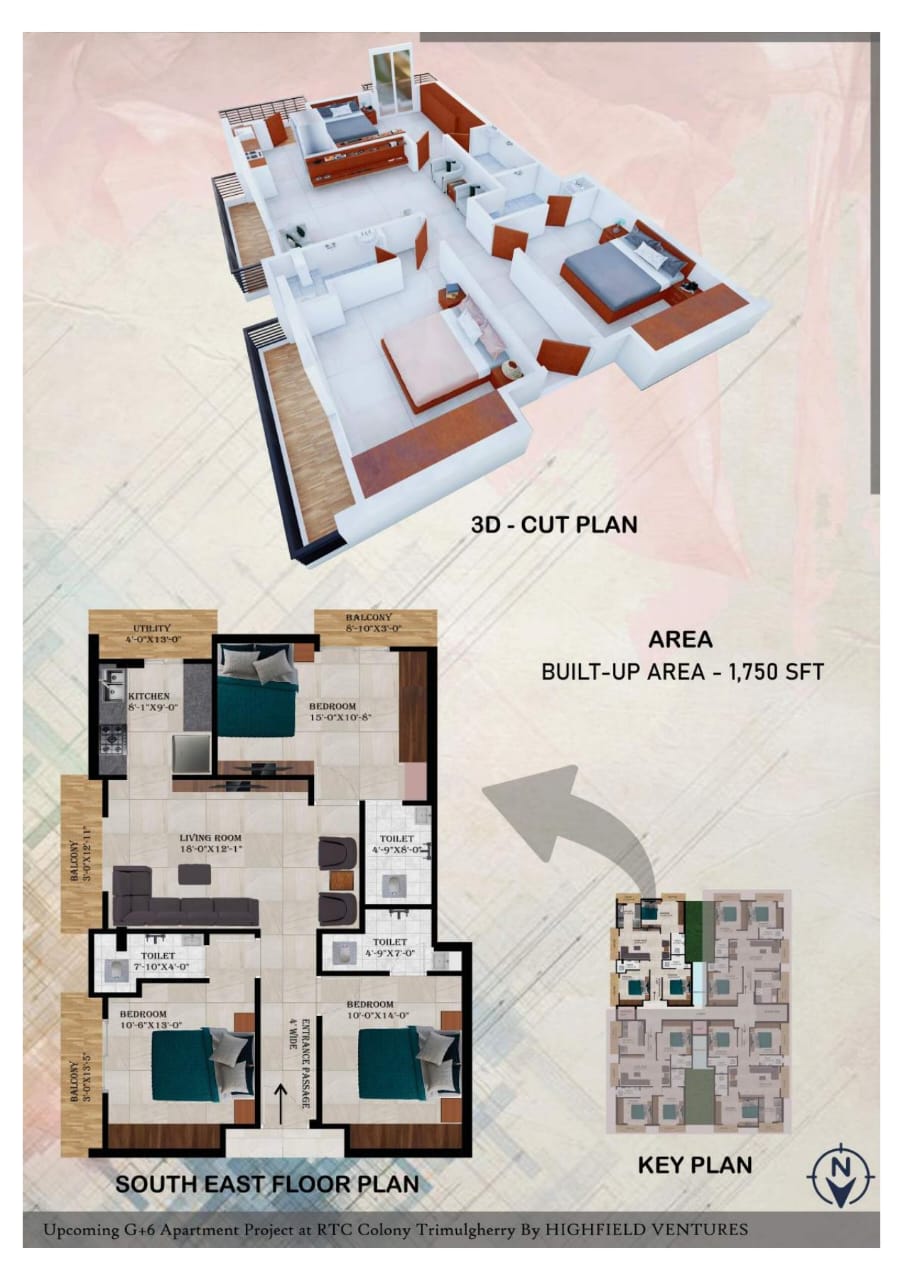 3D - CUT PLAN
AREA
BUILT-UP AREA - 1,750 SFT
UTILITY
4'-0"X13'-0"
BALCONY
8'-10"X3'-0"
KITCHEN
8'-1"X9'-0"
BEDROOM
15'-0"X10'-8"
BALCONY
3'-0"X12'-11"
LIVING ROOM
18'-0"X12'-1"
TOILET
4'-9"X8'-0"
TOILET
7'-10"X4'-0"
TOILET
4'-9"X7'-0"
BEDROOM
10'-6"X13'-0"
BEDROOM
10'-0"X14'-0"
BALCONY
3'-0"X13'-5"
ENTRANCE PASSAGE
4' WIDE
SOUTH EAST FLOOR PLAN
KEY PLAN
N
Upcoming G+6 Apartment Project at RTC Colony Trimulgherry By HIGHFIELD VENTURES